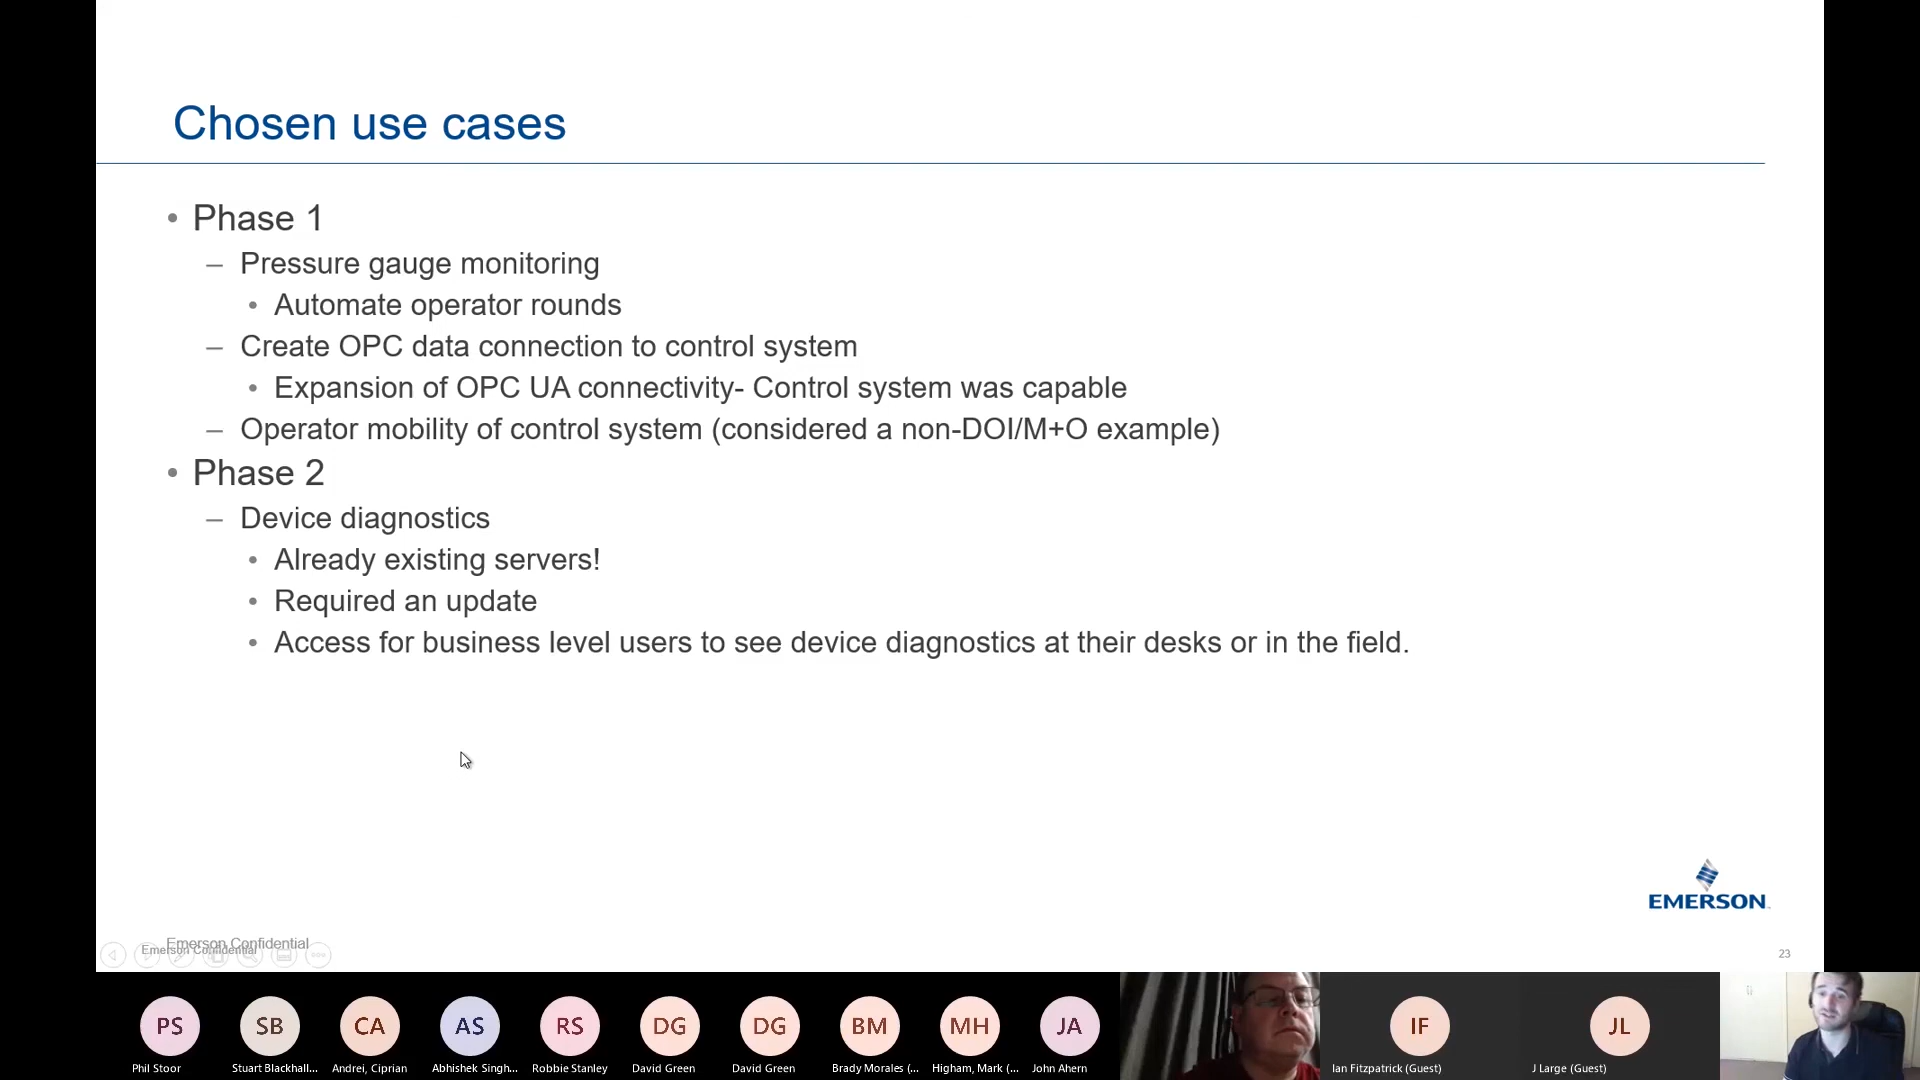 Chosen use cases
• Phase 1
– Pressure gauge monitoring
• Automate operator rounds
– Create OPC data connection to control system
• Expansion of OPC UA connectivity- Control system was capable
– Operator mobility of control system (considered a non-DOI/M+O example)
• Phase 2
– Device diagnostics
• Already existing servers!
• Required an update
• Access for business level users to see device diagnostics at their desks or in the field.
EMERSON
Emerson Confidential
Emerson Confidential
23
PS SB CA AS RS DG DG BM MH JA IF JL
Phil Stoor Stuart Blackhall... Andrei, Ciprian Abhishek Singh... Robbie Stanley David Green David Green Brady Morales (... Higham, Mark (... John Ahern Ian Fitzpatrick (Guest) J Large (Guest)